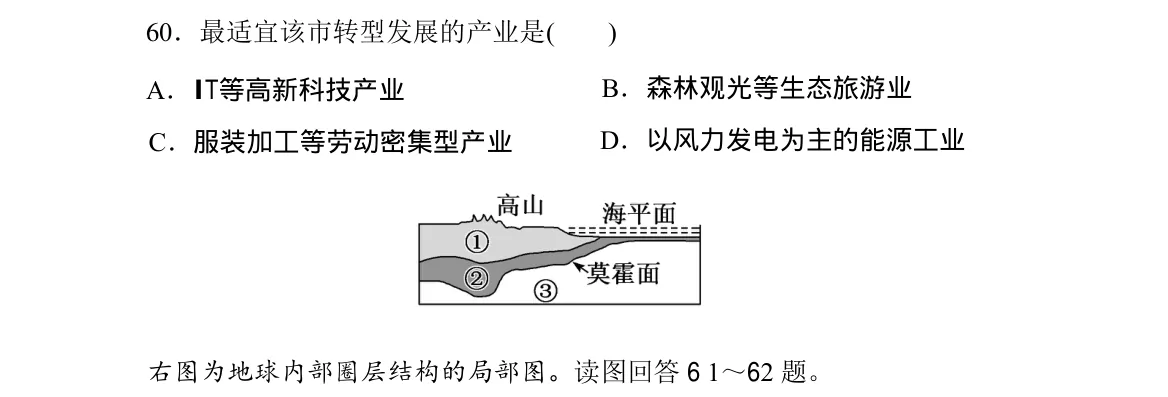 60．最适宜该市转型发展的产业是(　　)
A．IT等高新科技产业　　B．森林观光等生态旅游业
C．服装加工等劳动密集型产业　　D．以风力发电为主的能源工业
高山　海平面
①
②　莫霍面
③
右图为地球内部圈层结构的局部图。读图回答 6 1～62 题。